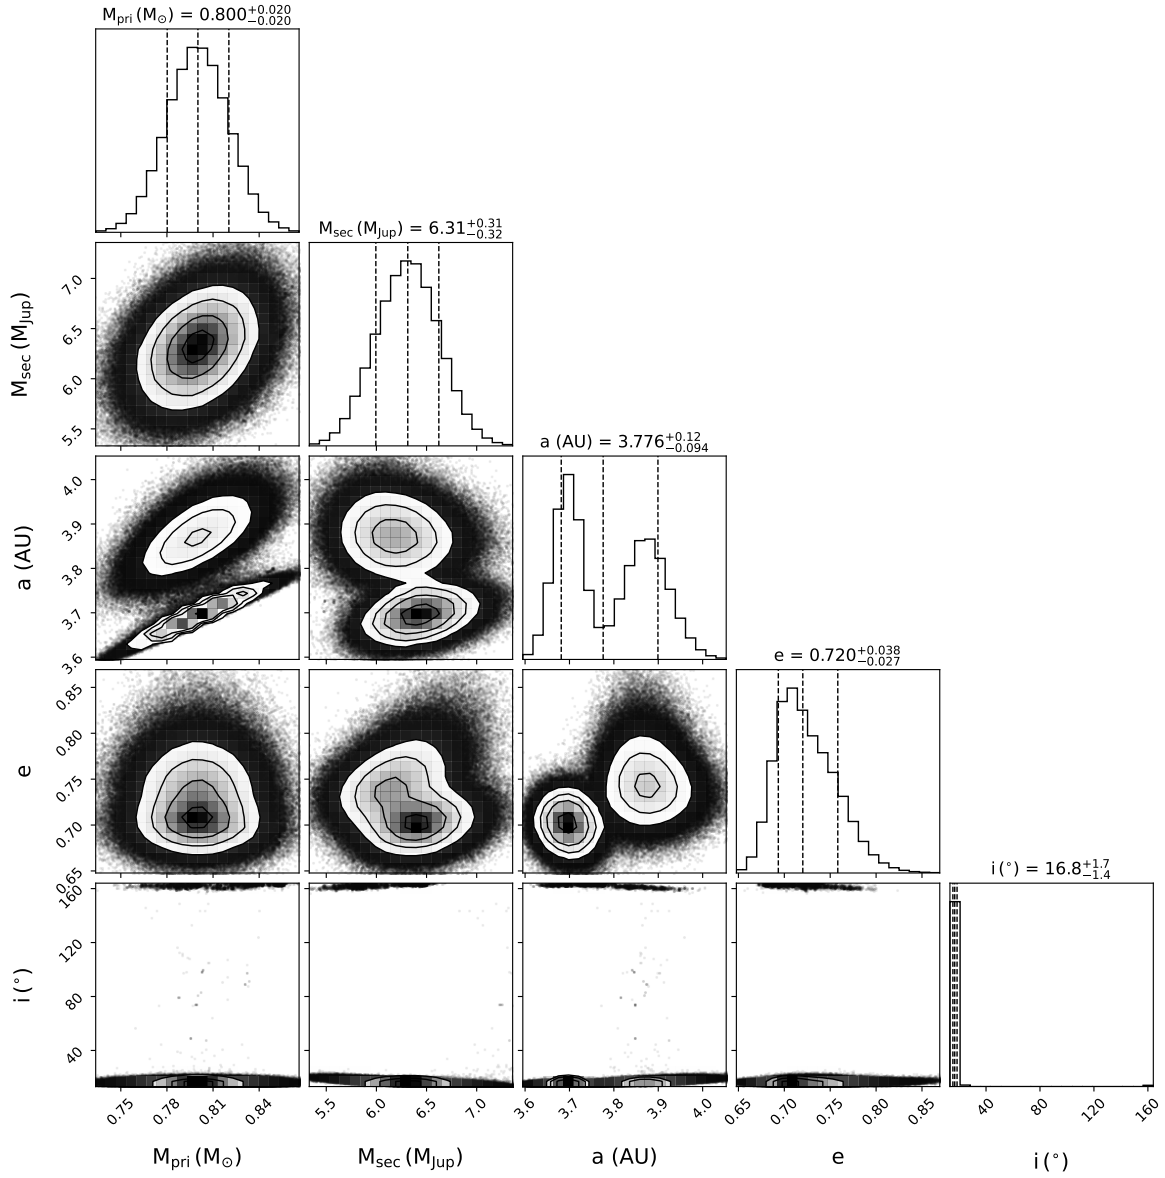 M_pri (M_⊙) = 0.800^{+0.020}_{−0.020}
M_sec (M_Jup) = 6.31^{+0.31}_{−0.32}
7.0
6.5
6.0
5.5
M_sec (M_Jup)
a (AU) = 3.776^{+0.12}_{−0.094}
4.0
3.9
3.8
3.7
3.6
a (AU)
e = 0.720^{+0.038}_{−0.027}
0.85
0.80
0.75
0.70
0.65
e
i (°) = 16.8^{+1.7}_{−1.4}
160
120
80
40
i (°)
0.75 0.78 0.81 0.84 5.5 6.0 6.5 7.0 3.6 3.7 3.8 3.9 4.0 0.65 0.70 0.75 0.80 0.85 40 80 120 160
M_pri (M_⊙) M_sec (M_Jup) a (AU) e i (°)